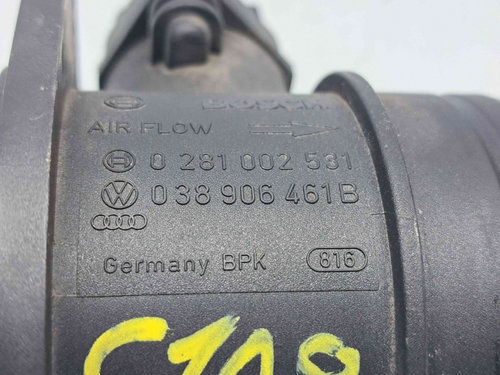 BOSCH
AIR FLOW
0 281 002 531
038 906 461B
Germany BPK 816